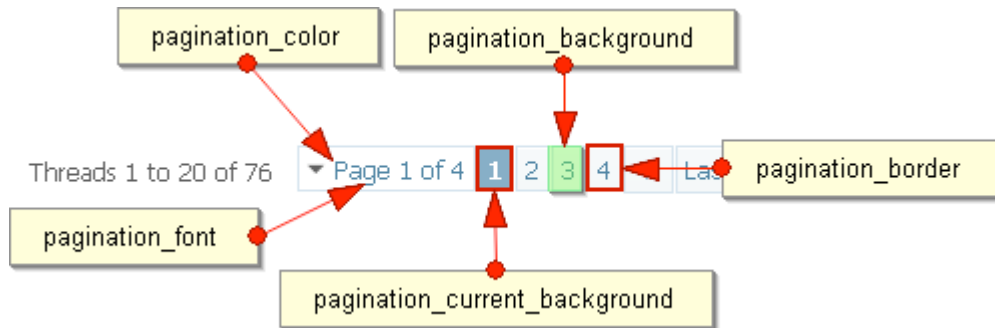 pagination_color
pagination_background
Threads 1 to 20 of 76 Page 1 of 4 1 2 3 4
pagination_border
pagination_font
pagination_current_background